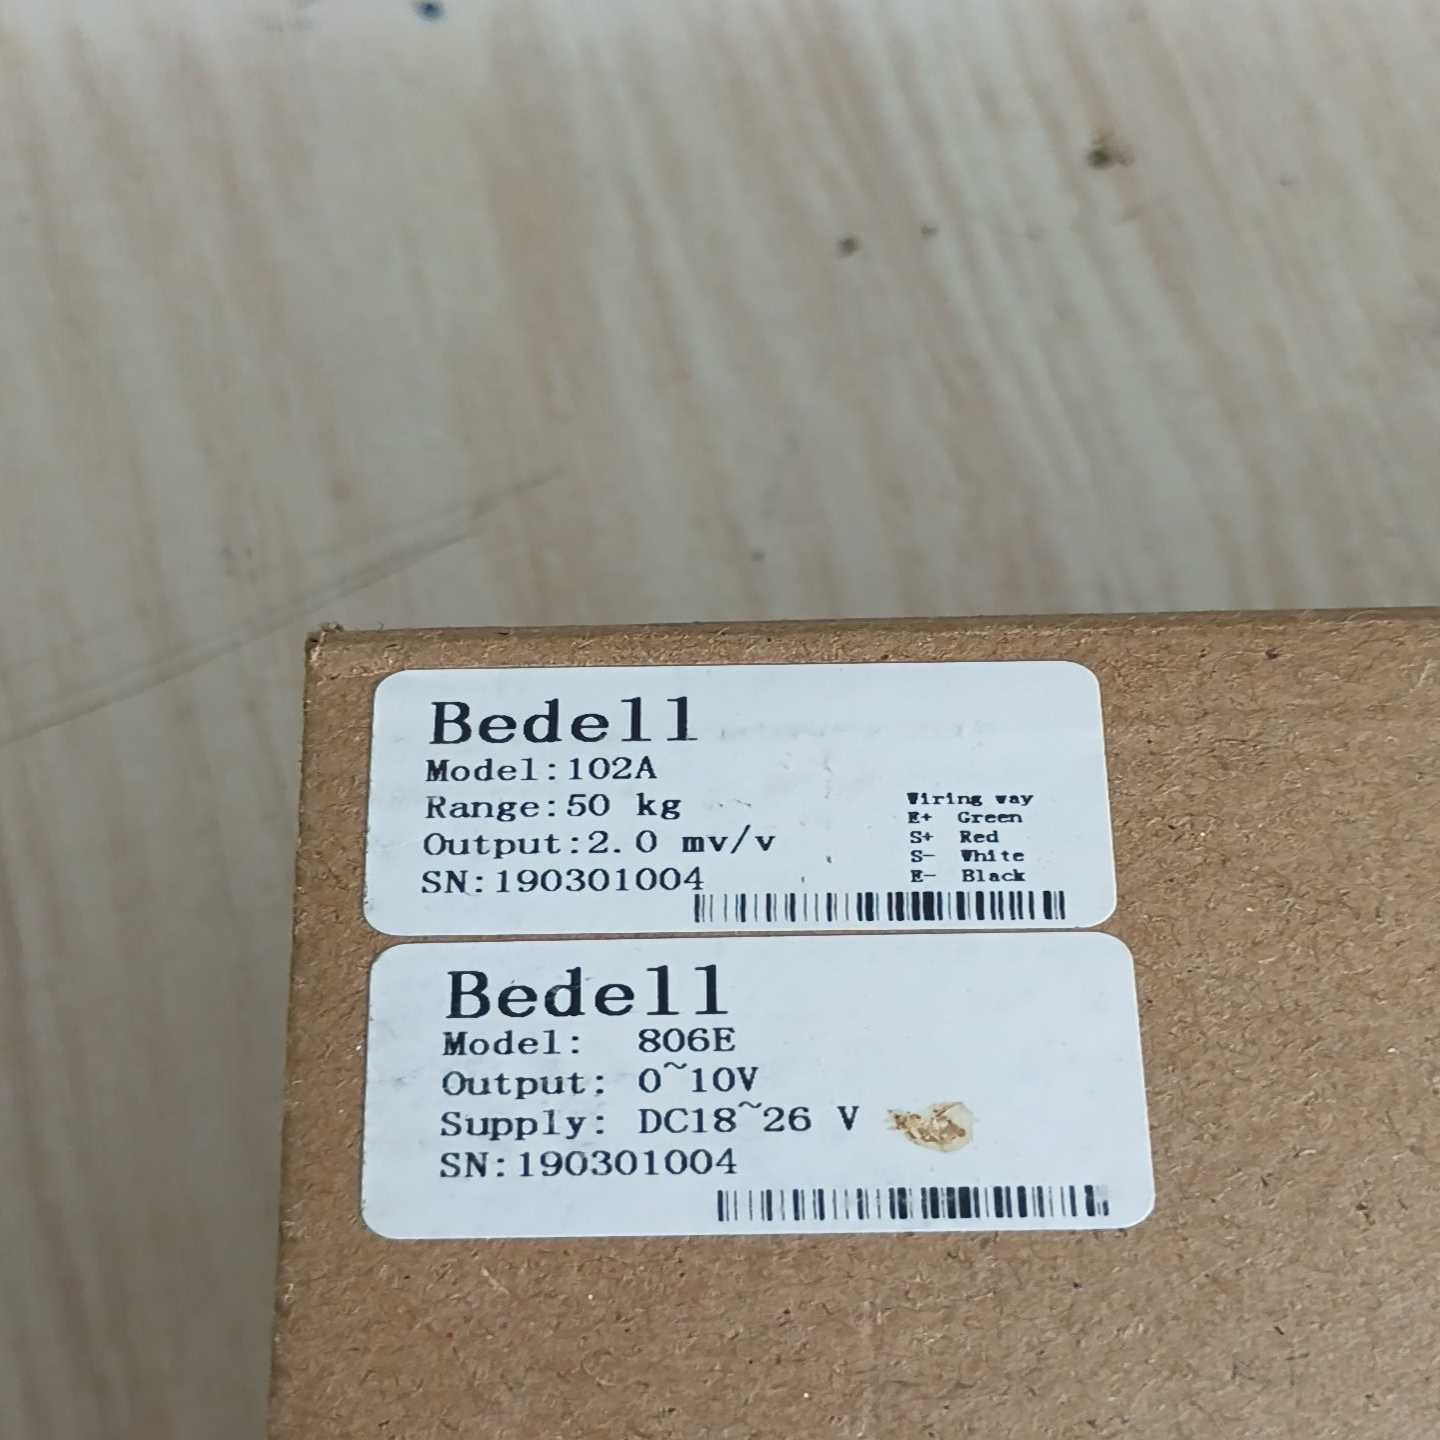 Bedell
Model:102A
Range:50 kg
Output:2.0 mv/v
SN:190301004
Wiring way
E+ Green
S+ Red
S- White
E- Black
Bedell
Model: 806E
Output: 0~10V
Supply: DC18~26 V
SN:190301004